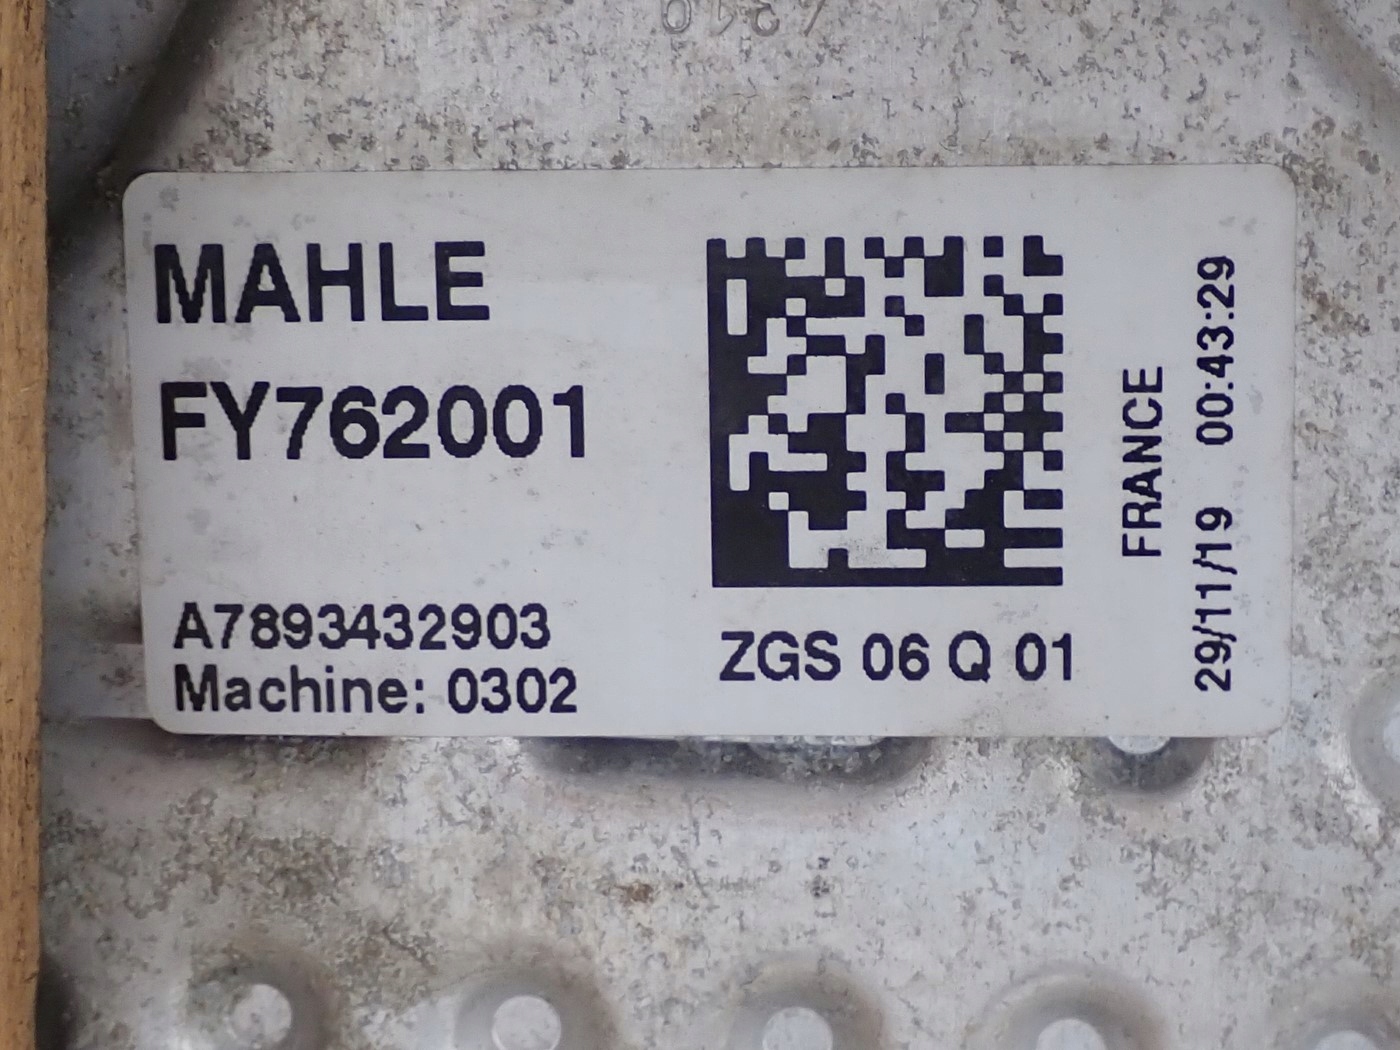 MAHLE
FY762001
A7893432903
Machine: 0302
ZGS 06 Q 01
FRANCE
29/11/19 00:43:29